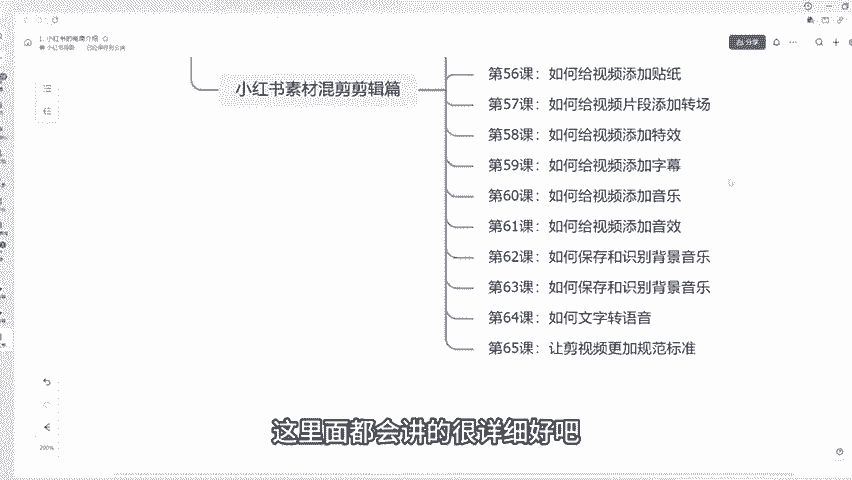 1. 小红书的电商介绍
小红书导图 已经保存到云端
分享
小红书素材混剪剪辑篇
第56课：如何给视频添加贴纸
第57课：如何给视频片段添加转场
第58课：如何给视频添加特效
第59课：如何给视频添加字幕
第60课：如何给视频添加音乐
第61课：如何给视频添加音效
第62课：如何保存和识别背景音乐
第63课：如何保存和识别背景音乐
第64课：如何文字转语音
第65课：让剪视频更加规范标准
这里面都会讲的很详细好吧
200%